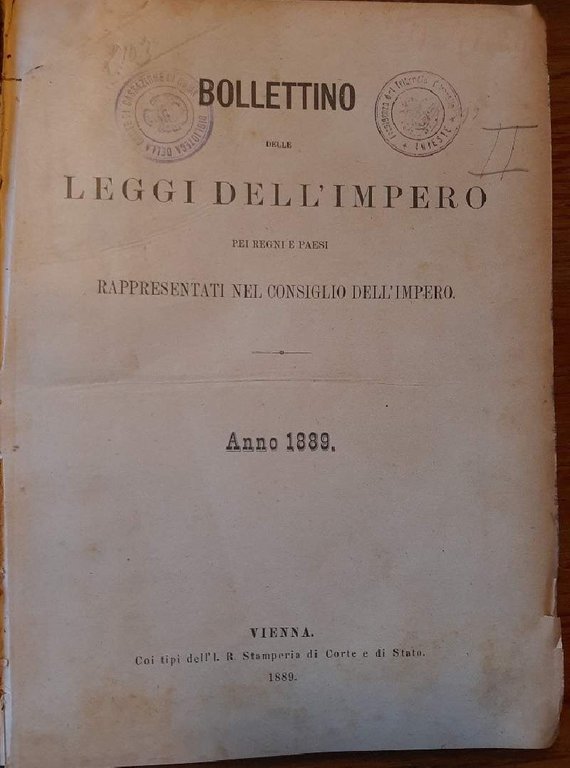 BOLLETTINO
DELLE
LEGGI DELL'IMPERO
PEI REGNI E PAESI
RAPPRESENTATI NEL CONSIGLIO DELL'IMPERO.
II
Anno 1889.
VIENNA.
Coi tipi dell'I. R. Stamperia di Corte e di Stato.
1889.